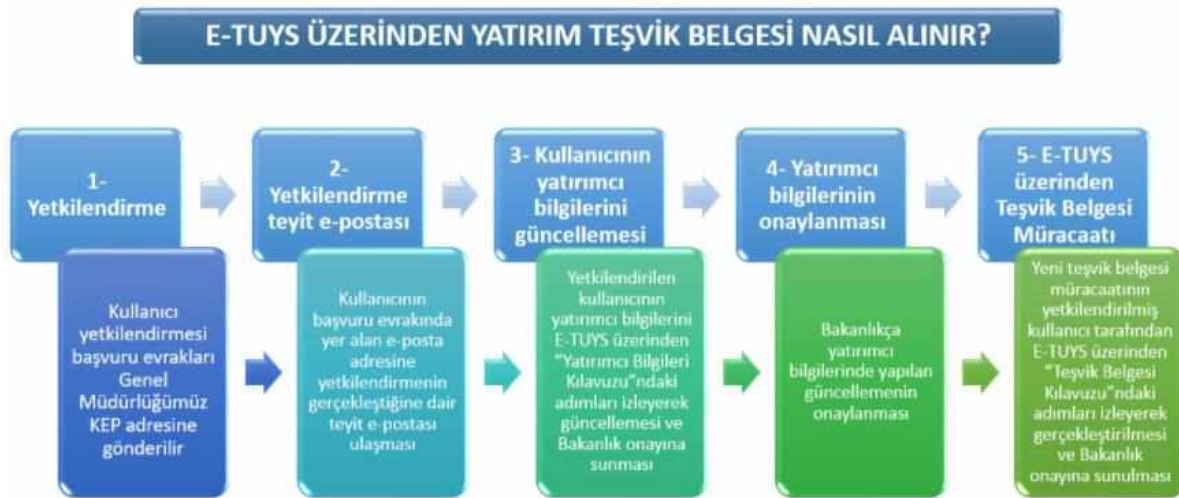 E-TUYS ÜZERİNDEN YATIRIM TEŞVİK BELGESİ NASIL ALINIR?
1-
Yetkilendirme
Kullanıcı
yetkilendirmesi
başvuru evrakları
Genel
Müdürlüğümüz
KEP adresine
gönderilir
2-
Yetkilendirme
teyit e-postası
Kullanıcının
başvuru evrakında
yer alan e-posta
adresine
yetkilendirmenin
gerçekleştiğine dair
teyit e-postası
ulaşması
3- Kullanıcının
yatırımcı
bilgilerini
güncellemesi
Yetkilendirilen
kullanıcının
yatırımcı bilgilerini
E-TUYS üzerinden
"Yatırımcı Bilgileri
Kılavuzu"ndaki
adımları izleyerek
güncellemesi ve
Bakanlık onayına
sunması
4- Yatırımcı
bilgilerinin
onaylanması
Bakanlıkça
yatırımcı
bilgilerinde yapılan
güncellemenin
onaylanması
5- E-TUYS
üzerinden
Teşvik Belgesi
Müracaatı
Yeni teşvik belgesi
müracaatının
yetkilendirilmiş
kullanıcı tarafından
E-TUYS üzerinden
"Teşvik Belgesi
Kılavuzu"ndaki
adımları izleyerek
gerçekleştirilmesi
ve Bakanlık
onayına sunulması